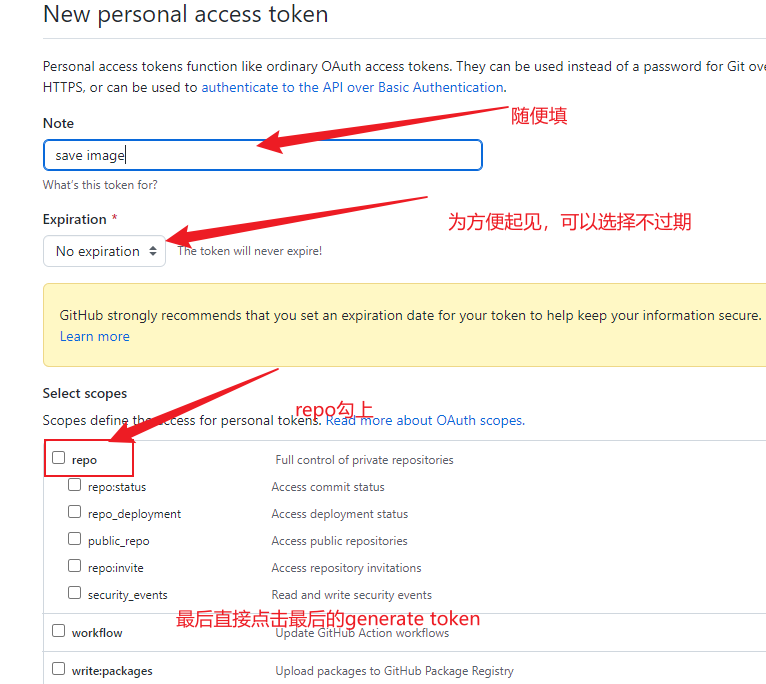 New personal access token
Personal access tokens function like ordinary OAuth access tokens. They can be used instead of a password for Git
HTTPS, or can be used to authenticate to the API over Basic Authentication.
Note
随便填
save image
What's this token for?
Expiration *
为方便起见，可以选择不过期
No expiration
The token will never expire!
GitHub strongly recommends that you set an expiration date for your token to help keep your information secure.
Learn more
Select scopes
repo勾上
Scopes define the access for personal tokens. Read more about OAuth scopes.
repo Full control of private repositories
repo:status Access commit status
repo_deployment Access deployment status
public_repo Access public repositories
repo:invite Access repository invitations
security_events Read and write security events
最后直接点击最后的generate token
workflow Update GitHub Action workflows
write:packages Upload packages to GitHub Package Registry